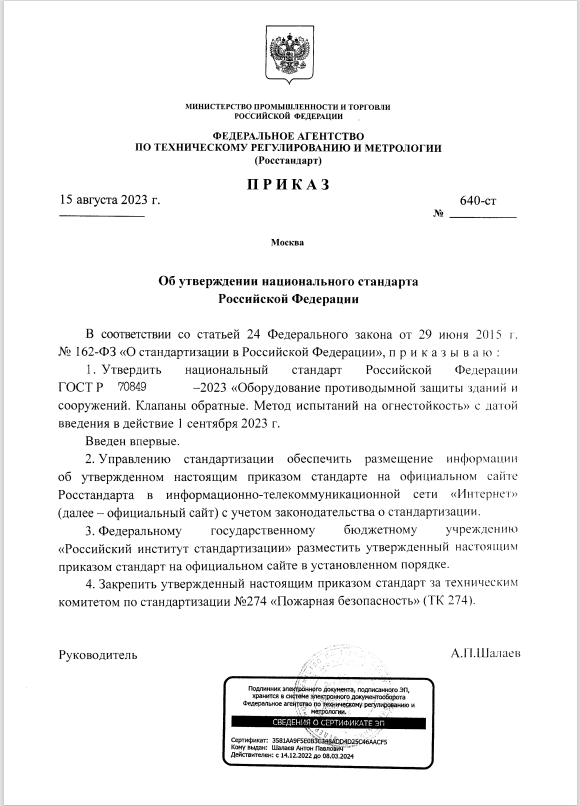 МИНИСТЕРСТВО ПРОМЫШЛЕННОСТИ И ТОРГОВЛИ
РОССИЙСКОЙ ФЕДЕРАЦИИ
ФЕДЕРАЛЬНОЕ АГЕНТСТВО
ПО ТЕХНИЧЕСКОМУ РЕГУЛИРОВАНИЮ И МЕТРОЛОГИИ
(Росстандарт)
П Р И К А З
15 августа 2023 г.
640-ст
№
Москва
Об утверждении национального стандарта
Российской Федерации
В соответствии со статьей 24 Федерального закона от 29 июня 2015 г.
№ 162-ФЗ «О стандартизации в Российской Федерации», п р и к а з ы в а ю :
1. Утвердить национальный стандарт Российской Федерации
ГОСТ Р 70849 –2023 «Оборудование противодымной защиты зданий и
сооружений. Клапаны обратные. Метод испытаний на огнестойкость» с датой
введения в действие 1 сентября 2023 г.
Введен впервые.
2. Управлению стандартизации обеспечить размещение информации
об утвержденном настоящим приказом стандарте на официальном сайте
Росстандарта в информационно-телекоммуникационной сети «Интернет»
(далее – официальный сайт) с учетом законодательства о стандартизации.
3. Федеральному государственному бюджетному учреждению
«Российский институт стандартизации» разместить утвержденный настоящим
приказом стандарт на официальном сайте в установленном порядке.
4. Закрепить утвержденный настоящим приказом стандарт за техническим
комитетом по стандартизации №274 «Пожарная безопасность» (ТК 274).
Руководитель
А.П.Шалаев
Подлинник электронного документа, подписанного ЭП,
хранится в системе электронного документооборота
Федеральное агентство по техническому регулированию и
метрологии.
СВЕДЕНИЯ О СЕРТИФИКАТЕ ЭП
Сертификат:
Кому выдан: Шалаев Антон Павлович
Действителен: с 14.12.2022 до 08.03.2024